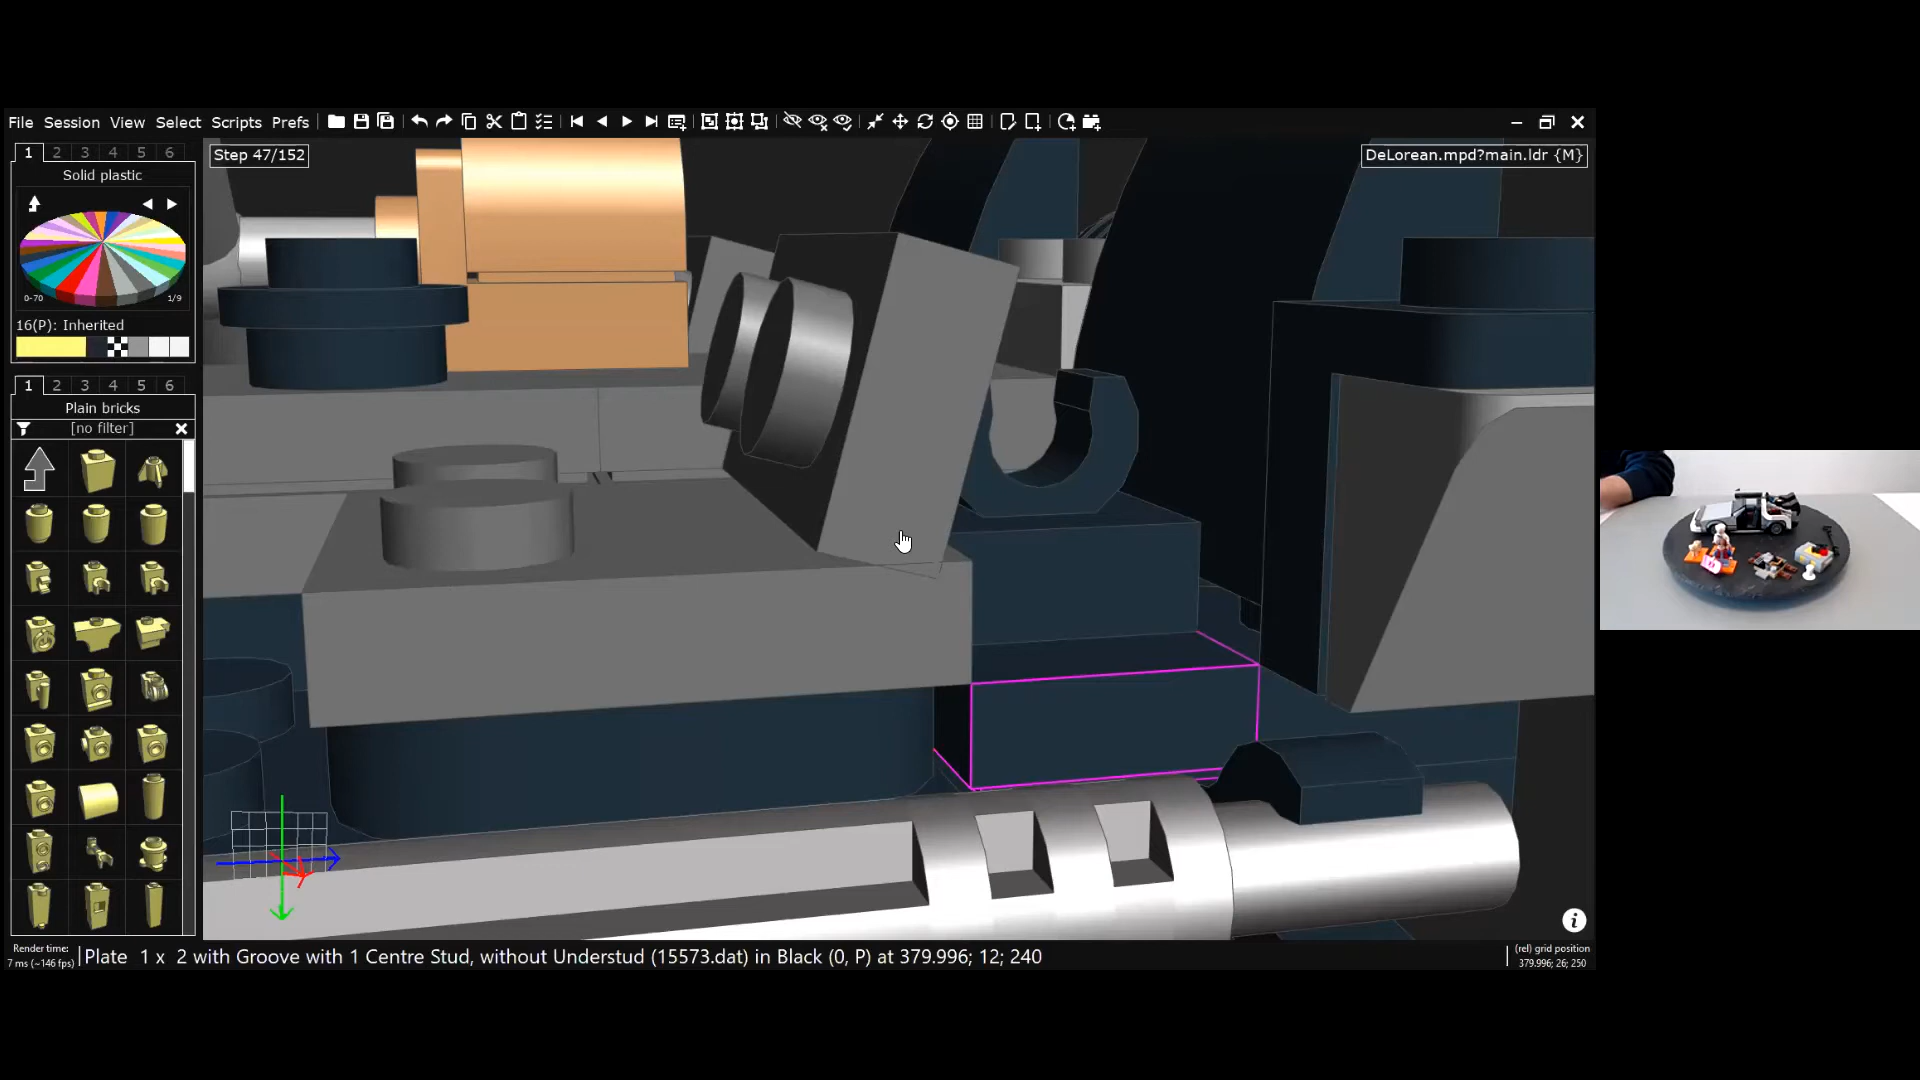 File Session View Select Scripts Prefs
1 2 3 4 5 6
Solid plastic
0-70 1/9
16(P): Inherited
1 2 3 4 5 6
Plain bricks
[no filter]
Step 47/152
DeLorean.mpd?main.ldr {M}
Render time:
7 ms (~146 fps)
Plate 1 x 2 with Groove with 1 Centre Stud, without Understud (15573.dat) in Black (0, P) at 379.996; 12; 240
(rel) grid position
379.996; 26; 250